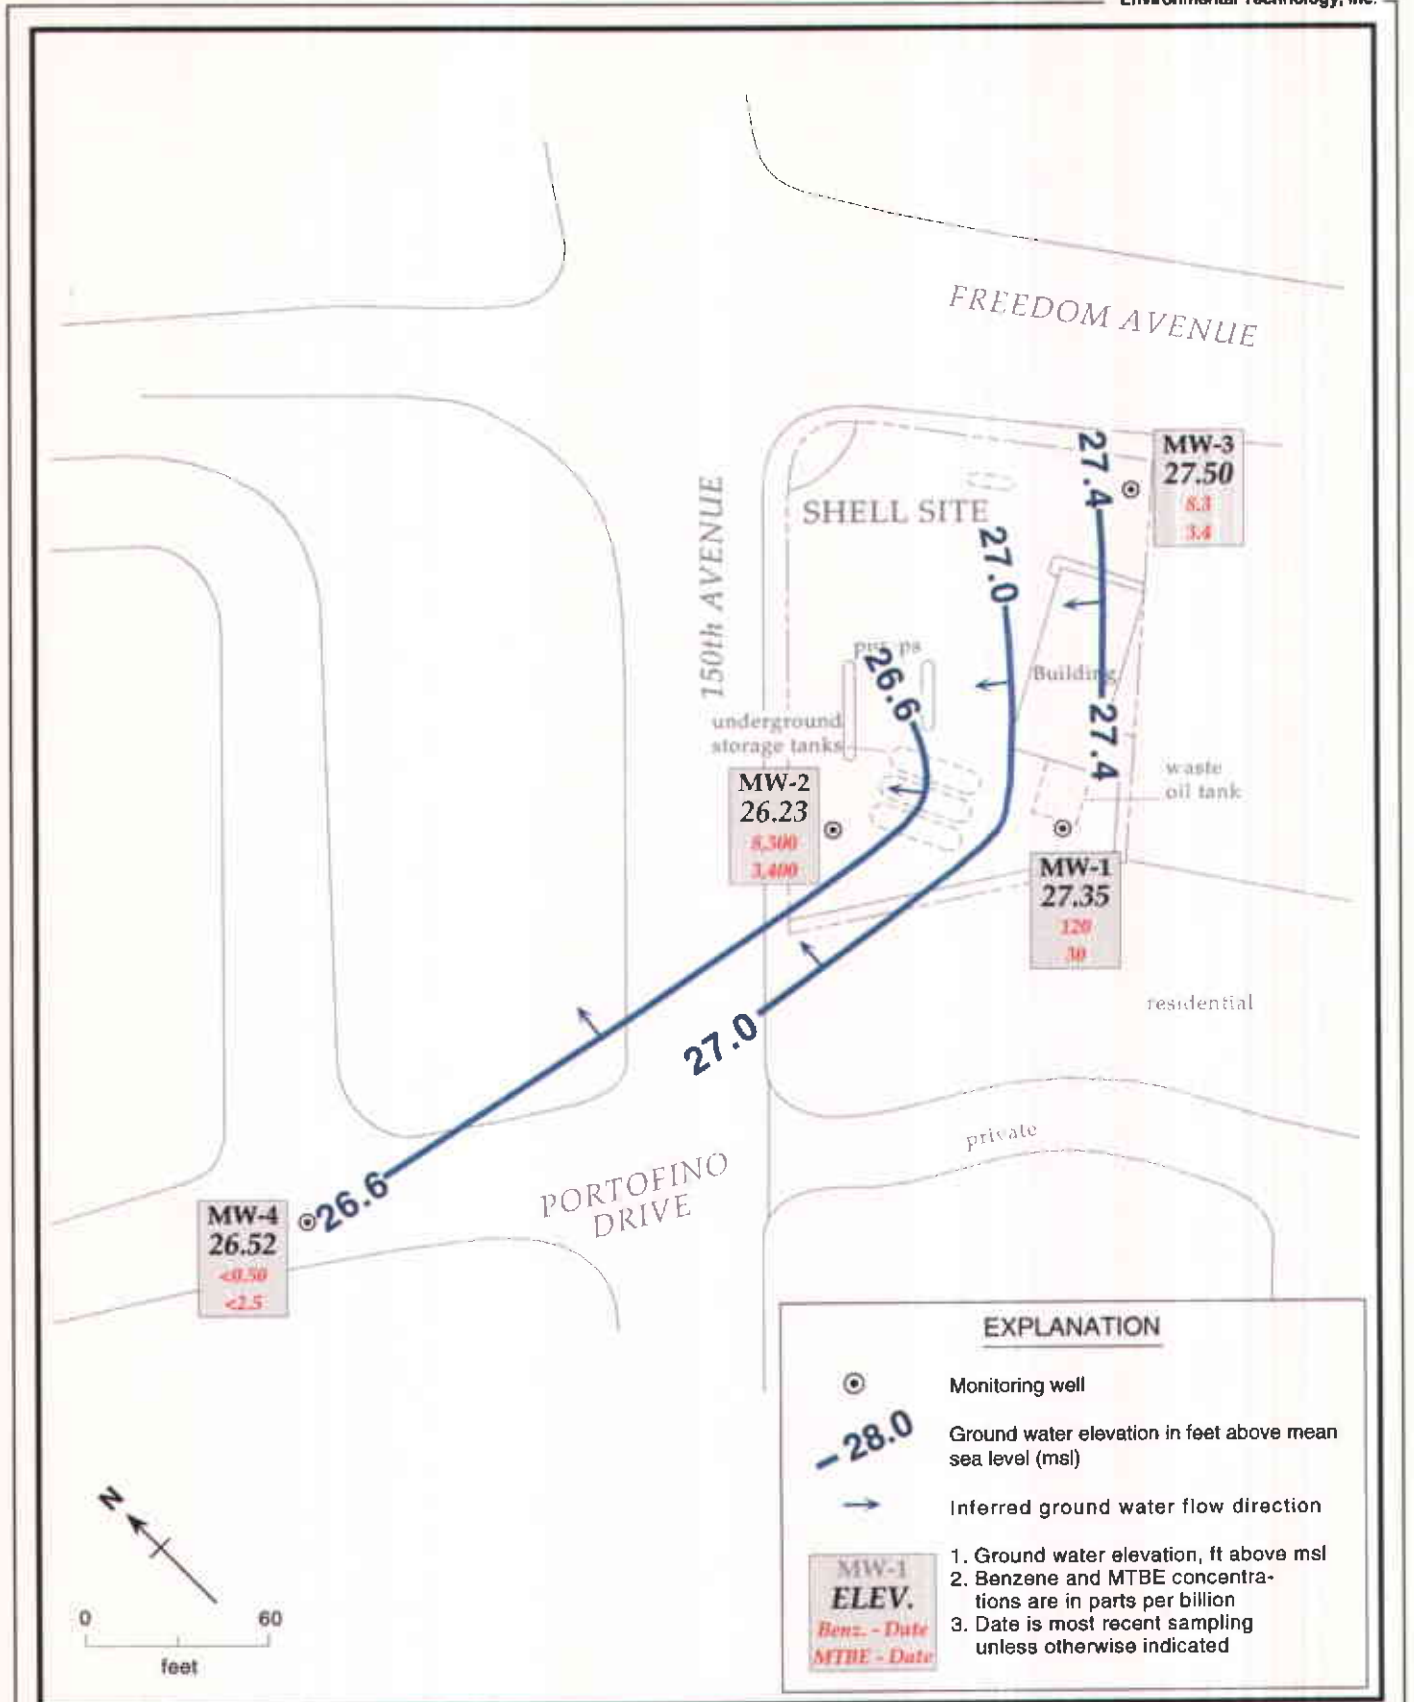 Environmental Technology, Inc.
FREEDOM AVENUE
27.4
MW-3
27.50
8.3
3.4
150th AVENUE
SHELL SITE
27.0
26.6
Building
27.4
underground
storage tanks
waste
oil tank
MW-2
26.23
8,300
3,400
MW-1
27.35
120
30
residential
27.0
private
PORTOFINO
DRIVE
26.6
MW-4
26.52
<0.50
<2.5
EXPLANATION
Monitoring well
28.0
Ground water elevation in feet above mean
sea level (msl)
Inferred ground water flow direction
MW-1
ELEV.
Benz. - Date
MTBE - Date
1. Ground water elevation, ft above msl
2. Benzene and MTBE concentra-
tions are in parts per billion
3. Date is most recent sampling
unless otherwise indicated
N
0 60
feet